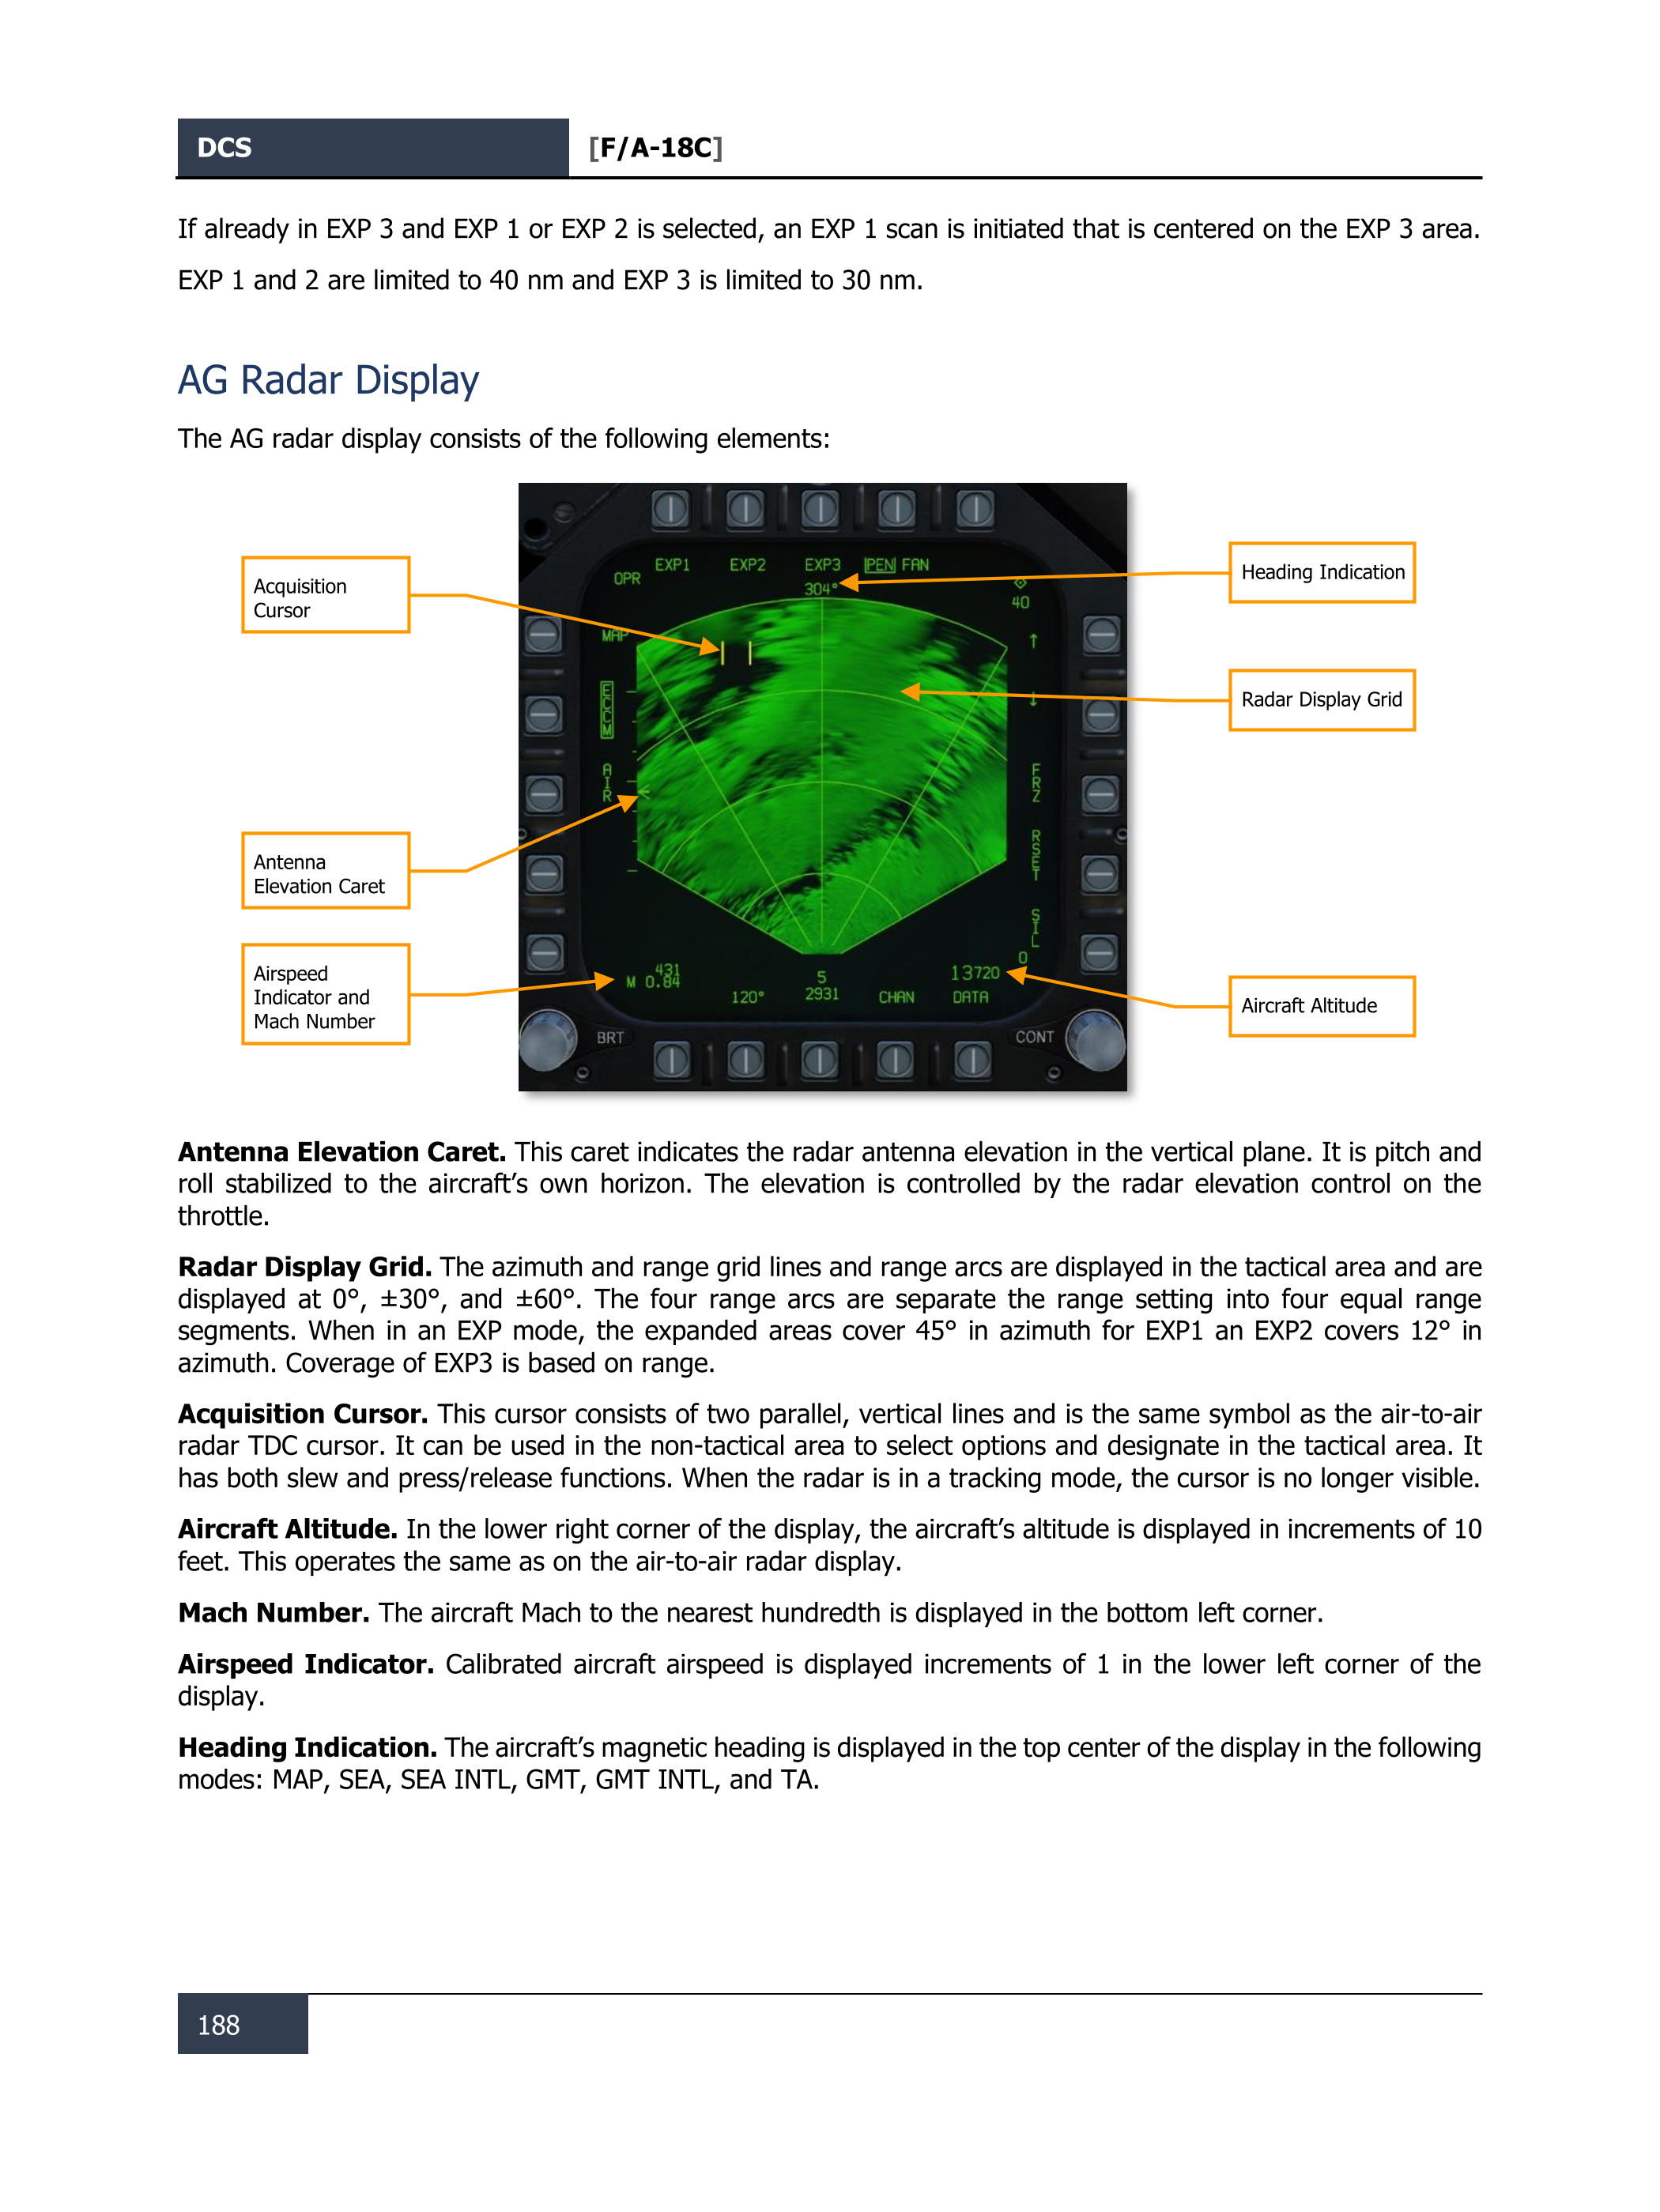 DCS [F/A-18C]
If already in EXP 3 and EXP 1 or EXP 2 is selected, an EXP 1 scan is initiated that is centered on the EXP 3 area.
EXP 1 and 2 are limited to 40 nm and EXP 3 is limited to 30 nm.
AG Radar Display
The AG radar display consists of the following elements:
Acquisition
Cursor
Antenna
Elevation Caret
Airspeed
Indicator and
Mach Number
EXP1 EXP2 EXP3 PEN FAN
OPR 304° 40
MAP
ECCM
AIR
FRZ
RSET
SIL
0
431 13720
M 0.84 5
120° 2931 CHAN DATA
BRT CONT
Heading Indication
Radar Display Grid
Aircraft Altitude
Antenna Elevation Caret. This caret indicates the radar antenna elevation in the vertical plane. It is pitch and
roll stabilized to the aircraft’s own horizon. The elevation is controlled by the radar elevation control on the
throttle.
Radar Display Grid. The azimuth and range grid lines and range arcs are displayed in the tactical area and are
displayed at 0°, ±30°, and ±60°. The four range arcs are separate the range setting into four equal range
segments. When in an EXP mode, the expanded areas cover 45° in azimuth for EXP1 an EXP2 covers 12° in
azimuth. Coverage of EXP3 is based on range.
Acquisition Cursor. This cursor consists of two parallel, vertical lines and is the same symbol as the air-to-air
radar TDC cursor. It can be used in the non-tactical area to select options and designate in the tactical area. It
has both slew and press/release functions. When the radar is in a tracking mode, the cursor is no longer visible.
Aircraft Altitude. In the lower right corner of the display, the aircraft’s altitude is displayed in increments of 10
feet. This operates the same as on the air-to-air radar display.
Mach Number. The aircraft Mach to the nearest hundredth is displayed in the bottom left corner.
Airspeed Indicator. Calibrated aircraft airspeed is displayed increments of 1 in the lower left corner of the
display.
Heading Indication. The aircraft’s magnetic heading is displayed in the top center of the display in the following
modes: MAP, SEA, SEA INTL, GMT, GMT INTL, and TA.
188